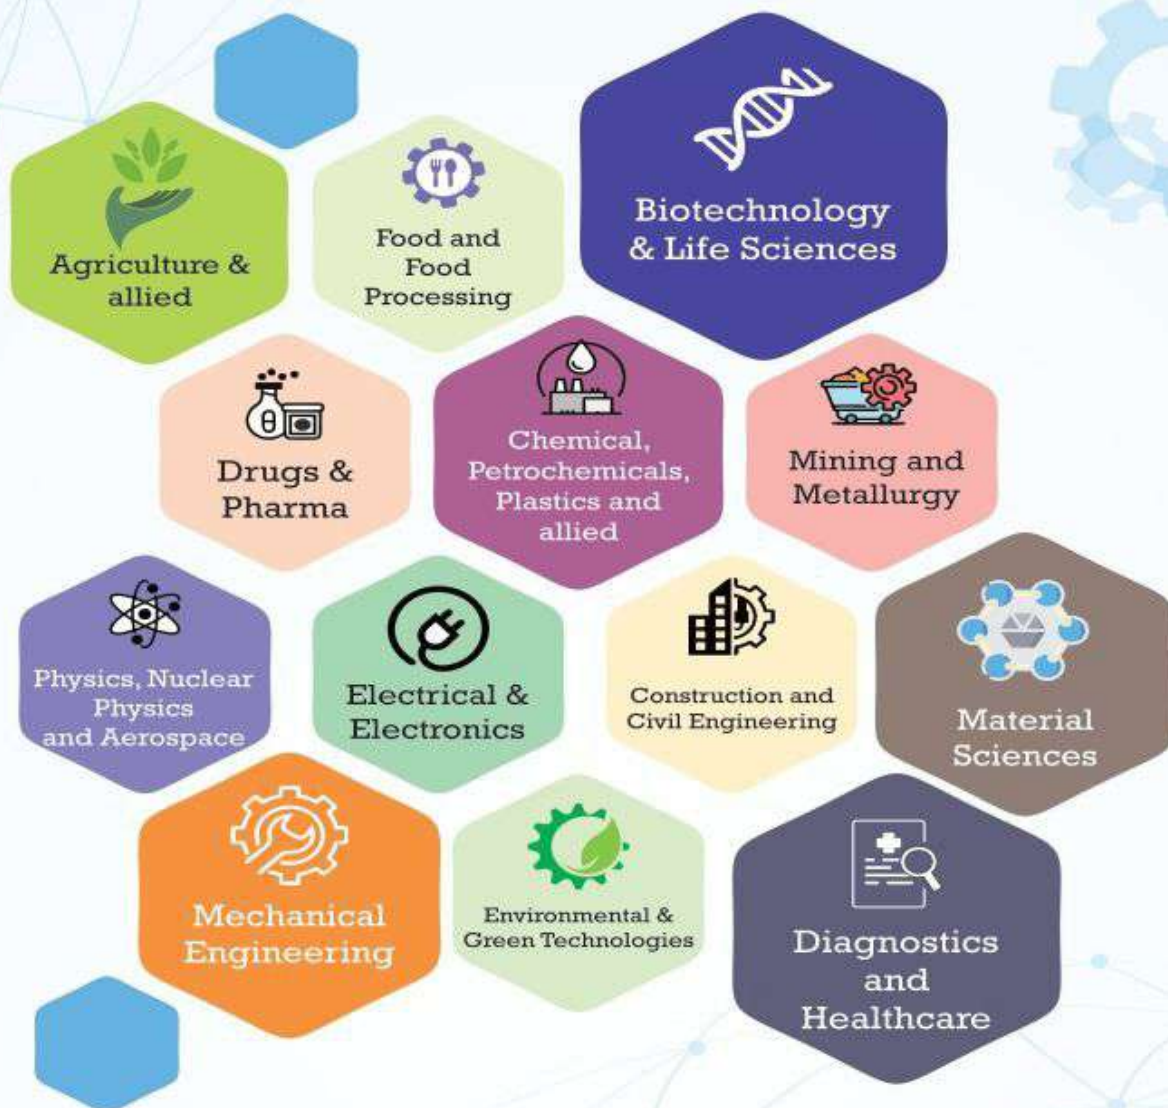 Agriculture &
allied
Food and
Food
Processing
Biotechnology
& Life Sciences
Drugs &
Pharma
Chemical,
Petrochemicals,
Plastics and
allied
Mining and
Metallurgy
Physics, Nuclear
Physics
and Aerospace
Electrical &
Electronics
Construction and
Civil Engineering
Material
Sciences
Mechanical
Engineering
Environmental &
Green Technologies
Diagnostics
and
Healthcare